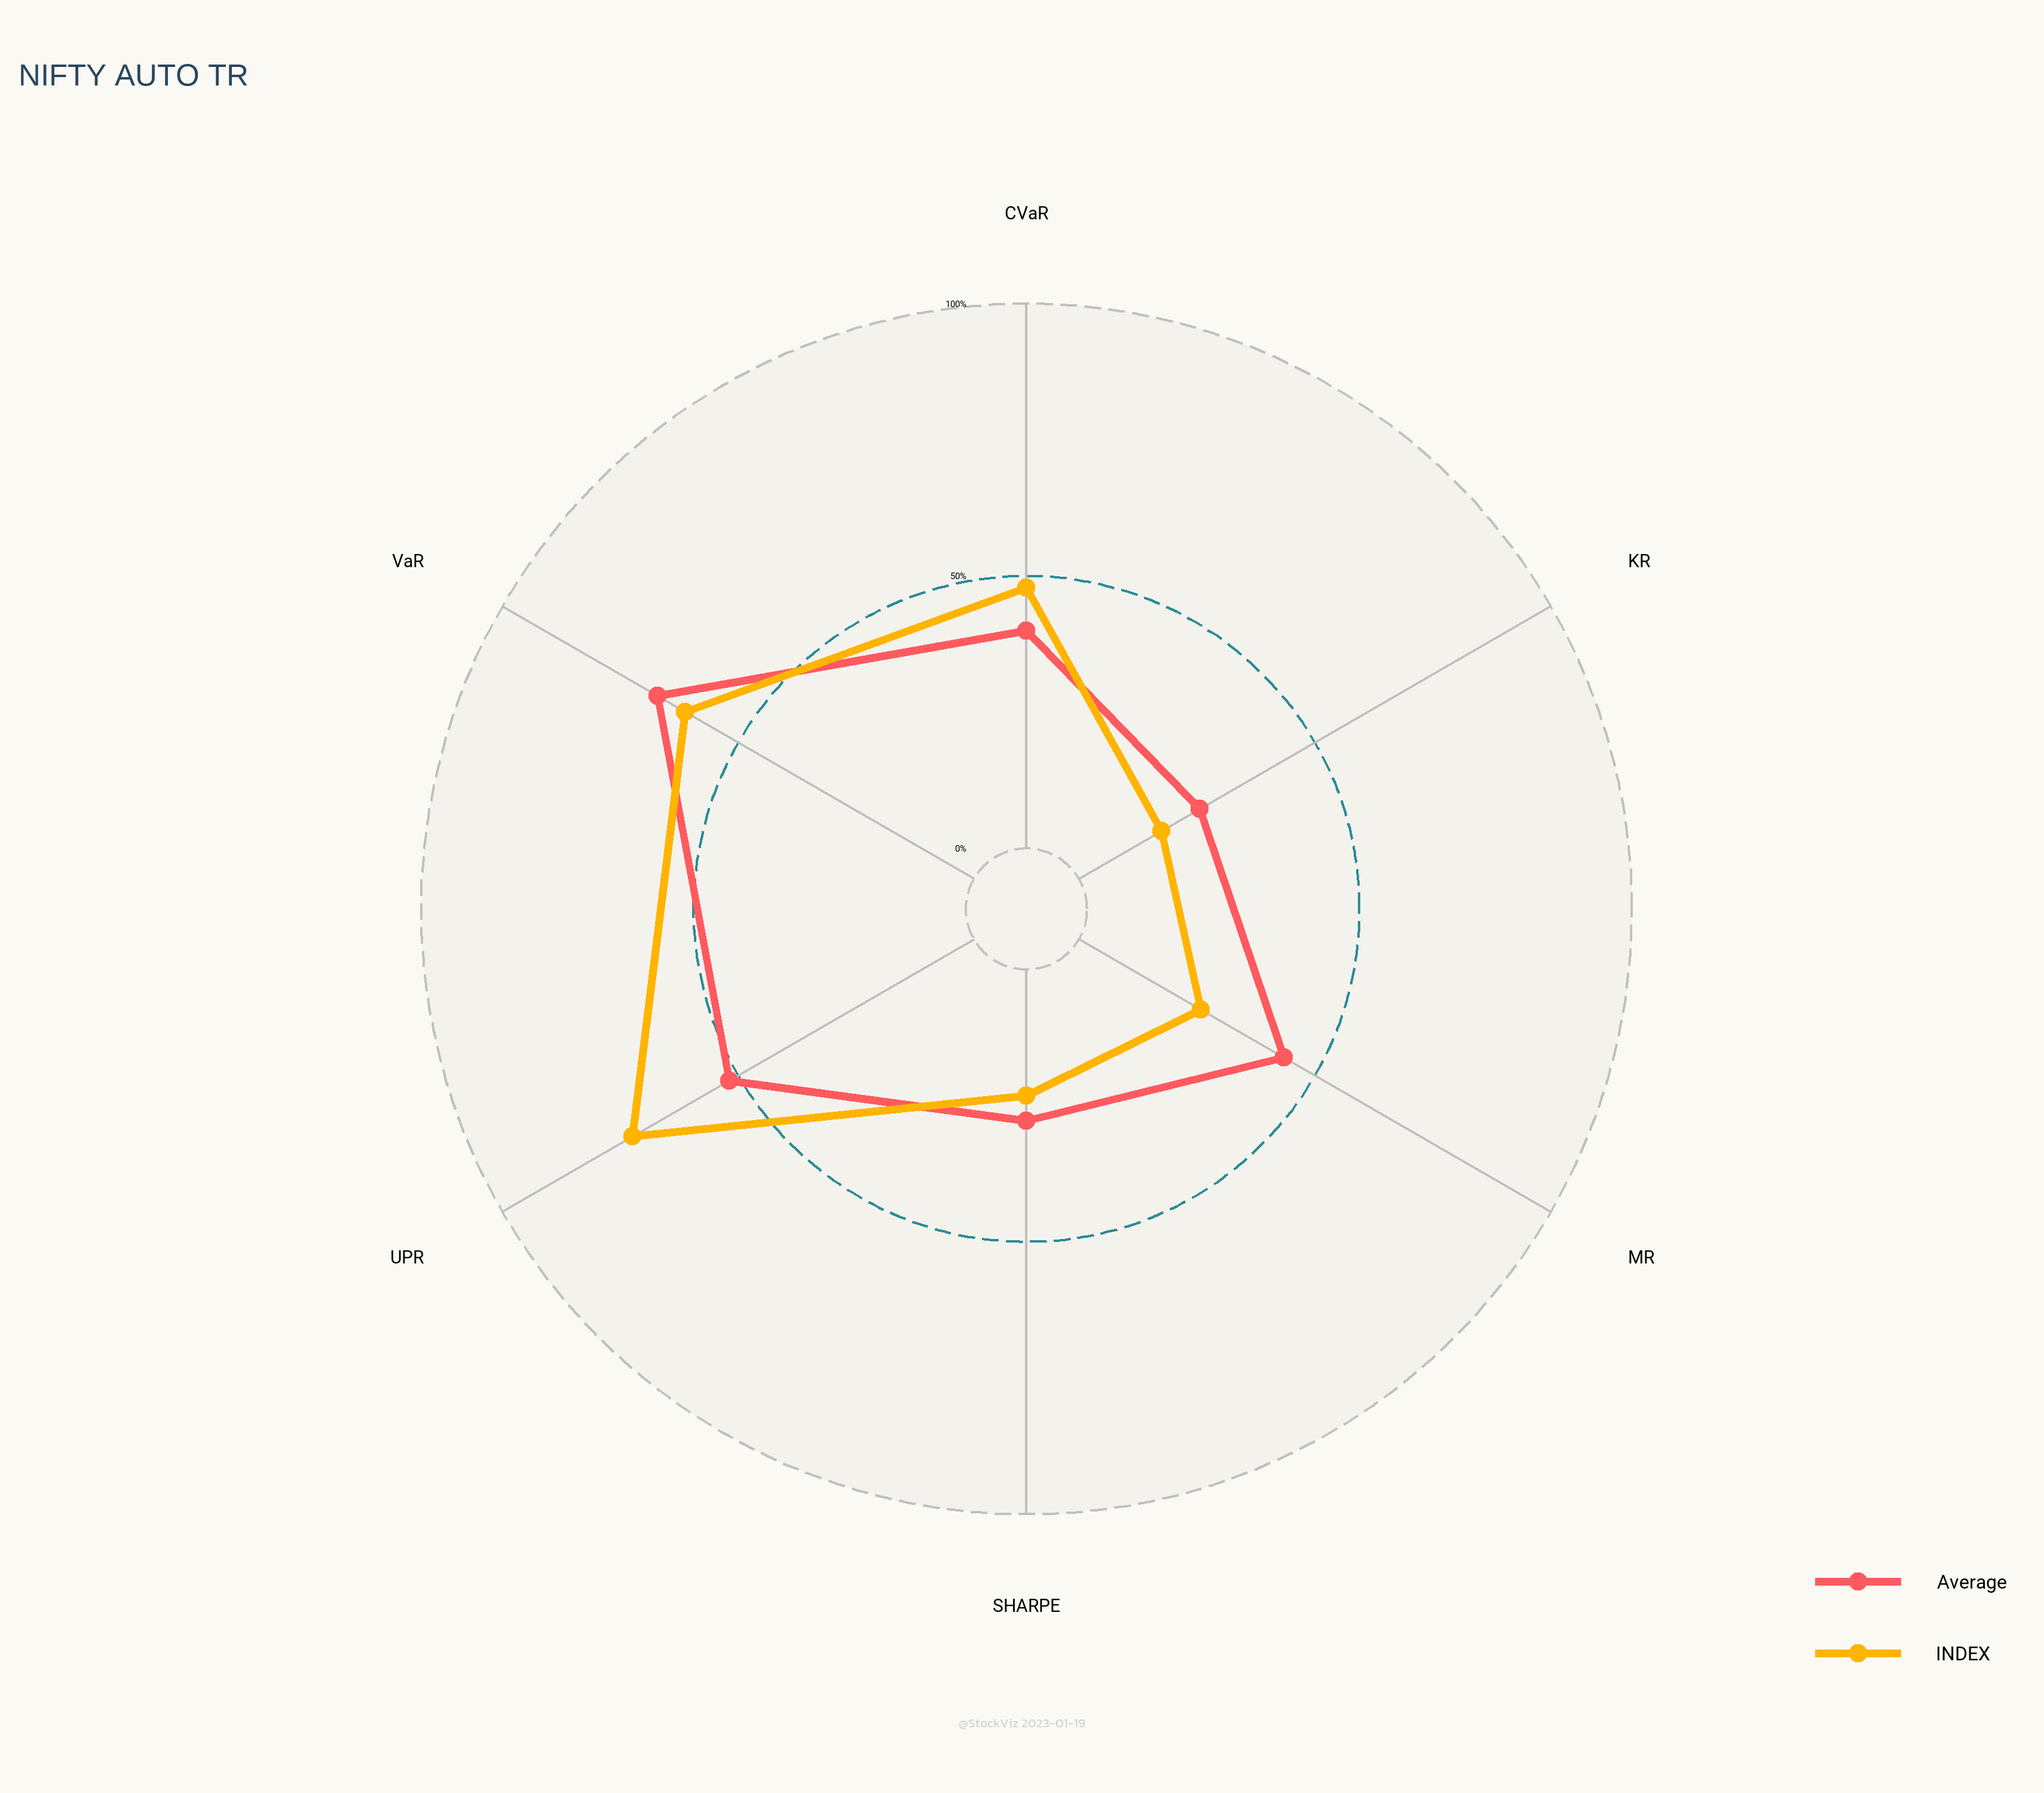 NIFTY AUTO TR
CVaR
100%
VaR
KR
50%
0%
UPR
MR
SHARPE
Average
INDEX
@StockViz 2023-01-19